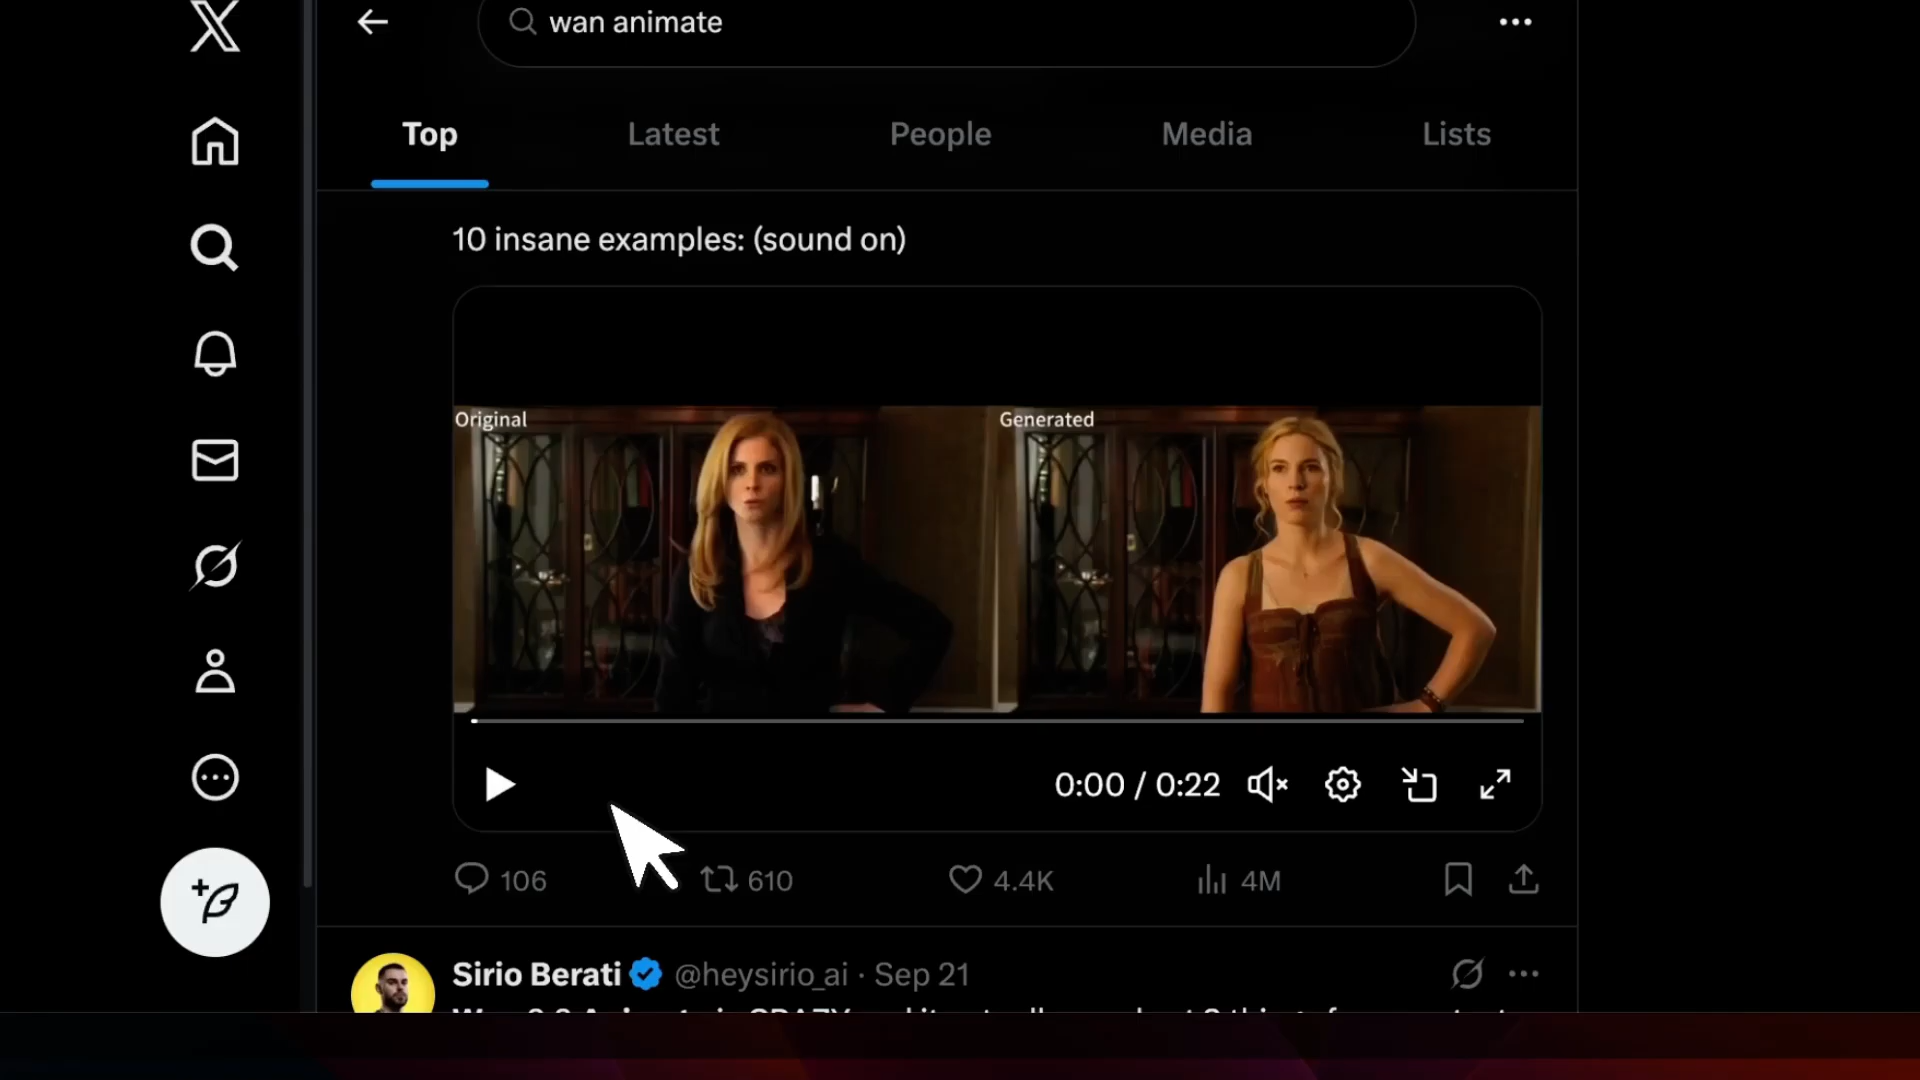 wan animate
Top
Latest
People
Media
Lists
10 insane examples: (sound on)
Original
Generated
0:00 / 0:22
106
610
4.4K
4M
Sirio Berati @heysirio_ai · Sep 21